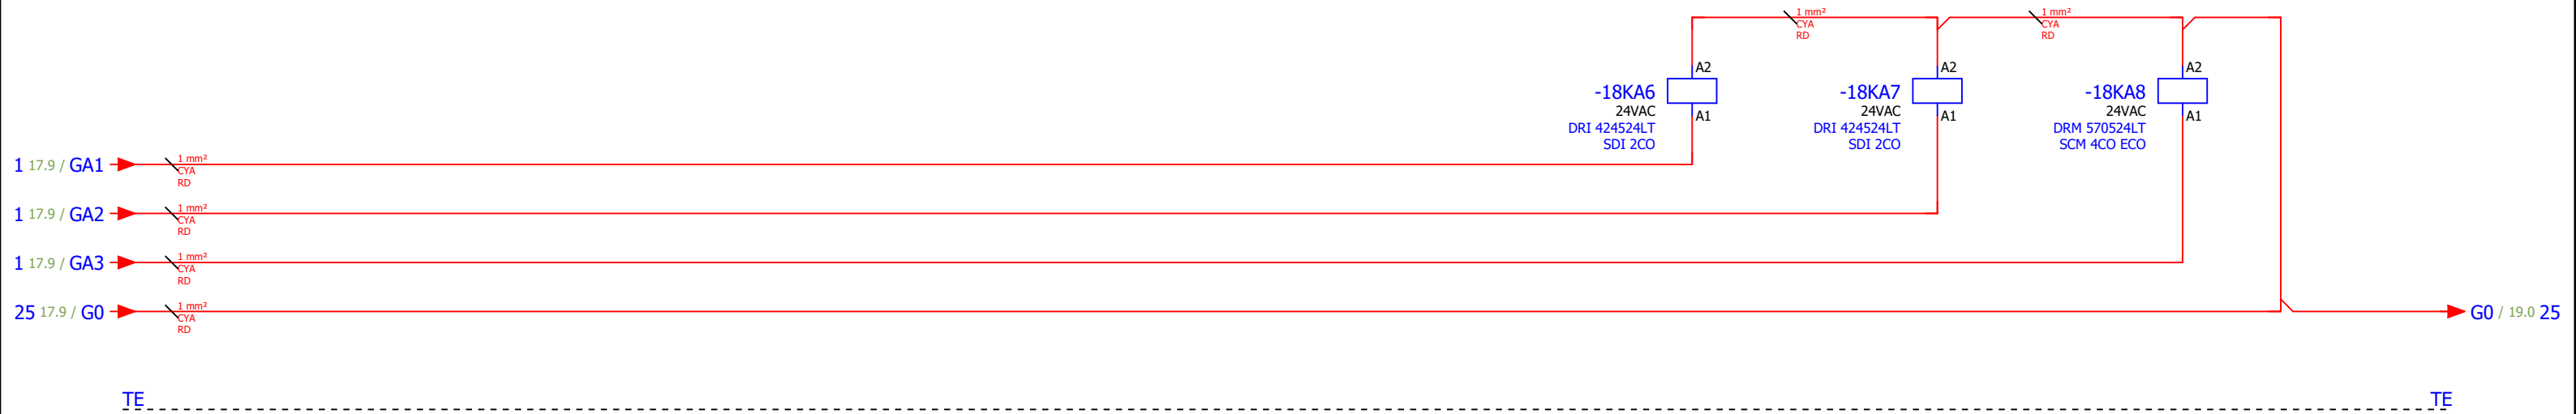 1 mm²
CYA
RD
1 mm²
CYA
RD
A2
-18KA6
24VAC
DRI 424524LT
SDI 2CO
A1
A2
-18KA7
24VAC
DRI 424524LT
SDI 2CO
A1
A2
-18KA8
24VAC
DRM 570524LT
SCM 4CO ECO
A1
1 17.9 / GA1
1 mm²
CYA
RD
1 17.9 / GA2
1 mm²
CYA
RD
1 17.9 / GA3
1 mm²
CYA
RD
25 17.9 / G0
1 mm²
CYA
RD
G0 / 19.0 25
TE
TE